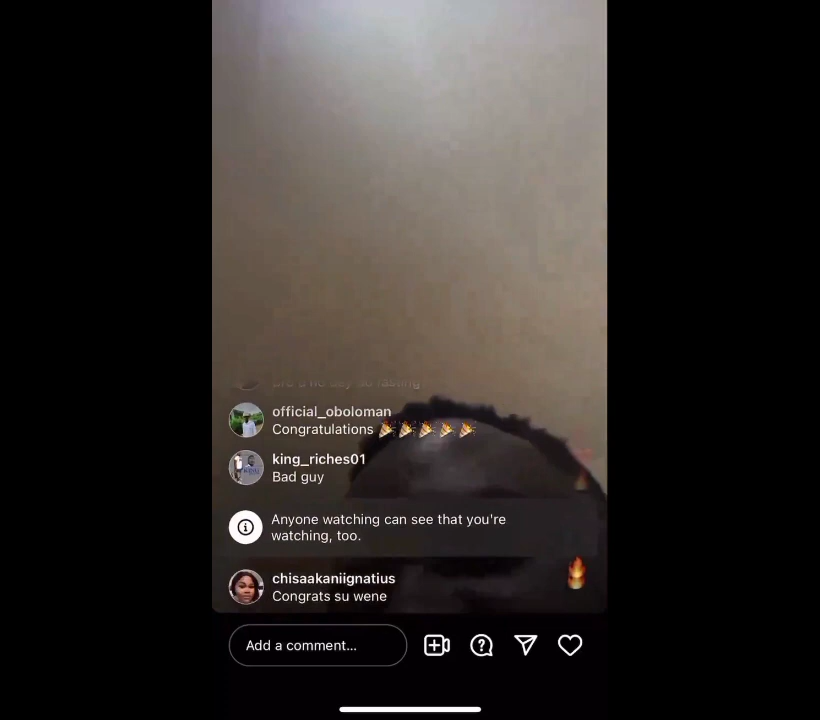 official_oboloman
Congratulations 🎉🎉🎉🎉🎉
king_riches01
Bad guy
Anyone watching can see that you're
watching, too.
chisaakaniignatius
Congrats su wene
Add a comment...